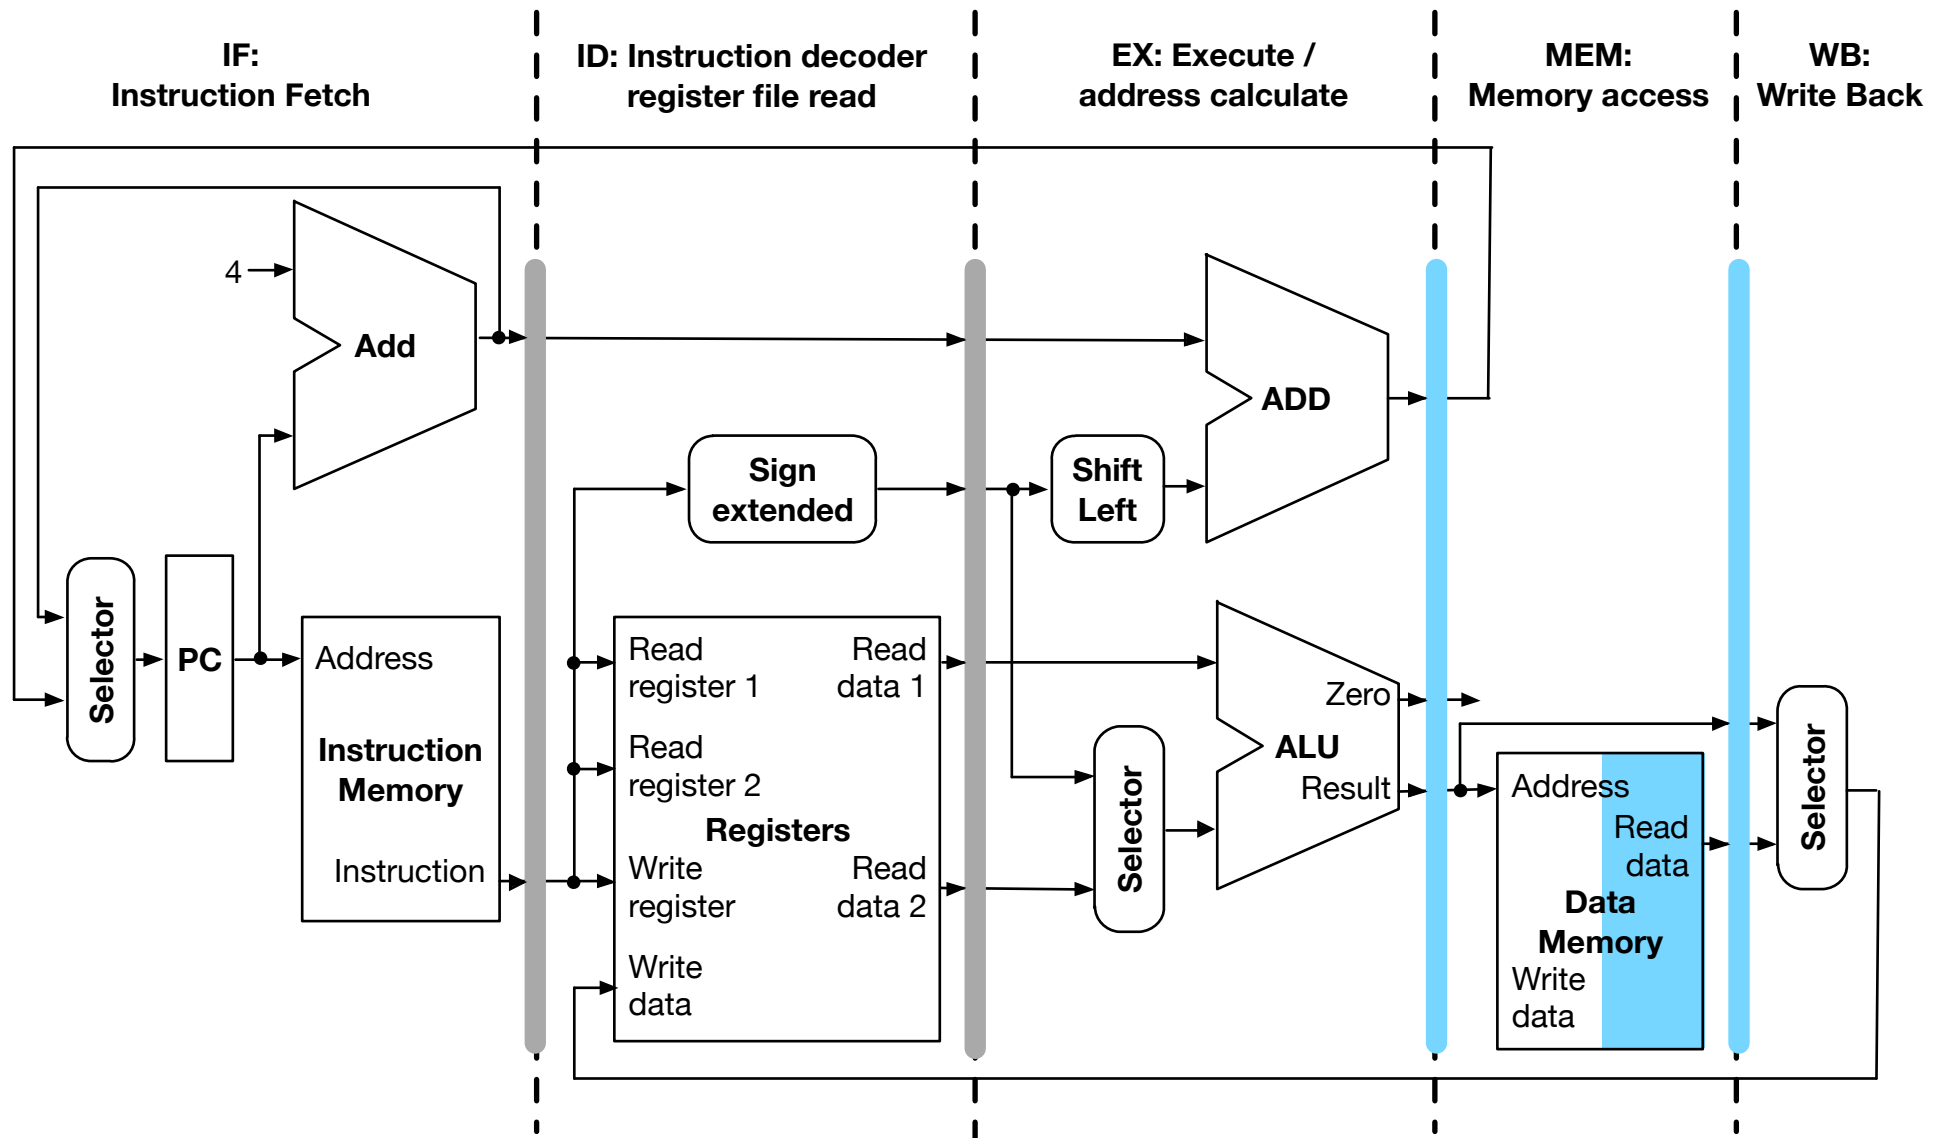 IF:
Instruction Fetch
ID: Instruction decoder
register file read
EX: Execute /
address calculate
MEM:
Memory access
WB:
Write Back
4
Add
ADD
Sign
extended
Shift
Left
Selector
PC
Address
Instruction
Memory
Instruction
Read
register 1
Read
data 1
Read
register 2
Registers
Write
register
Read
data 2
Write
data
Selector
Zero
ALU
Result
Address
Read
data
Data
Memory
Write
data
Selector